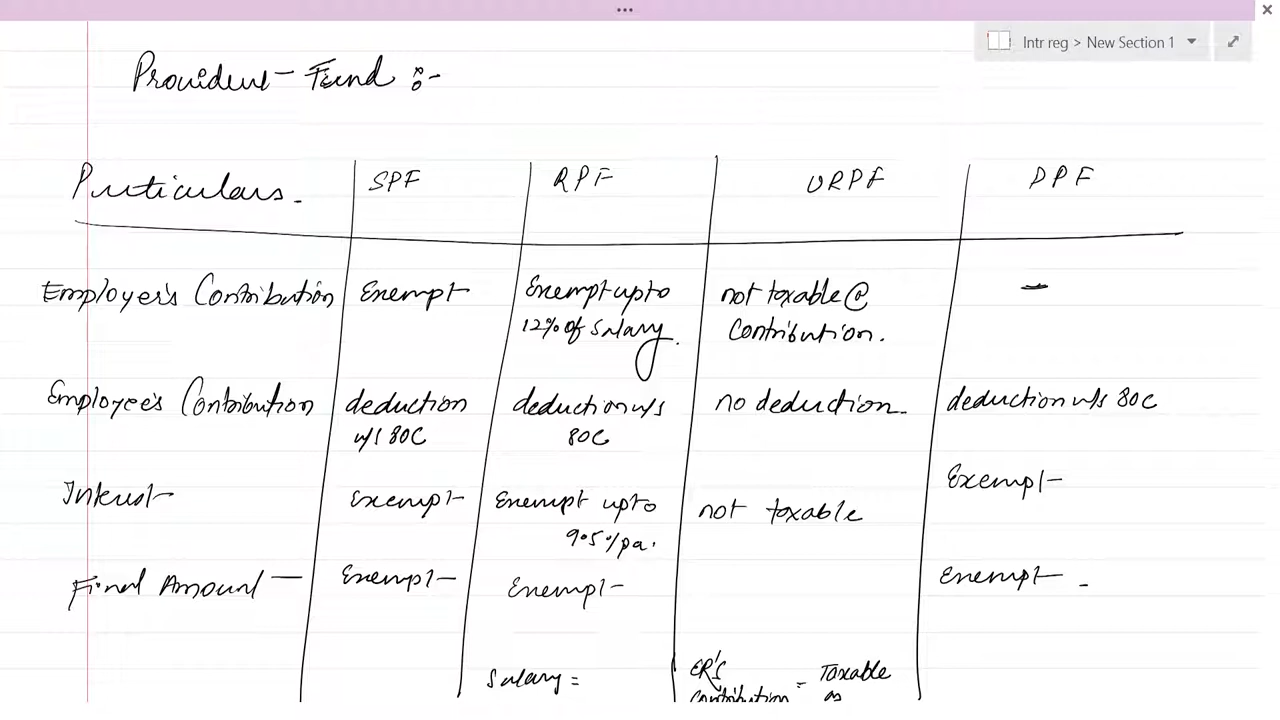 ...
Intr reg > New Section 1
Provident Fund :-
Particulars. SPF RPF URPF PPF
Employer's Contribution Exempt Exempt upto not taxable @ -
12% of salary. Contribution.
Employee's Contribution deduction deduction u/s no deduction. deduction u/s 80C
u/s 80C 80C
Interest Exempt Exempt upto not taxable Exempt
9.5% pa.
Final Amount Exempt Exempt Exempt -
Salary = ER's = Taxable
Contribution as